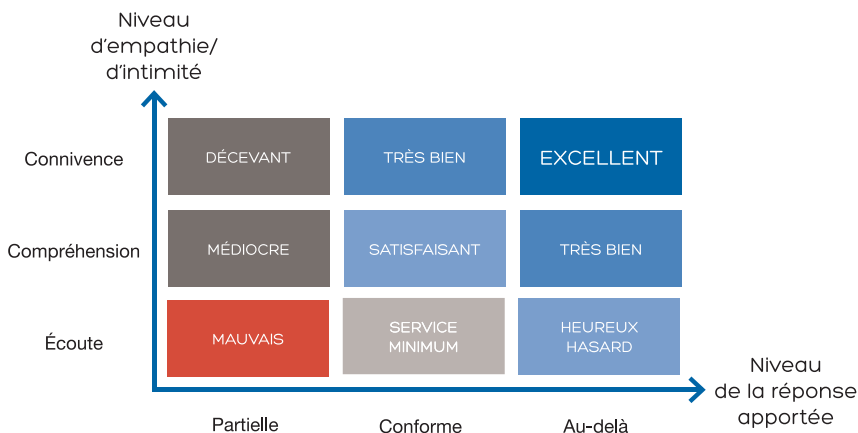 Niveau
d'empathie/
d'intimité
Connivence
DÉCEVANT
TRÈS BIEN
EXCELLENT
Compréhension
MÉDIOCRE
SATISFAISANT
TRÈS BIEN
Écoute
MAUVAIS
SERVICE
MINIMUM
HEUREUX
HASARD
Niveau
de la réponse
apportée
Partielle
Conforme
Au-delà